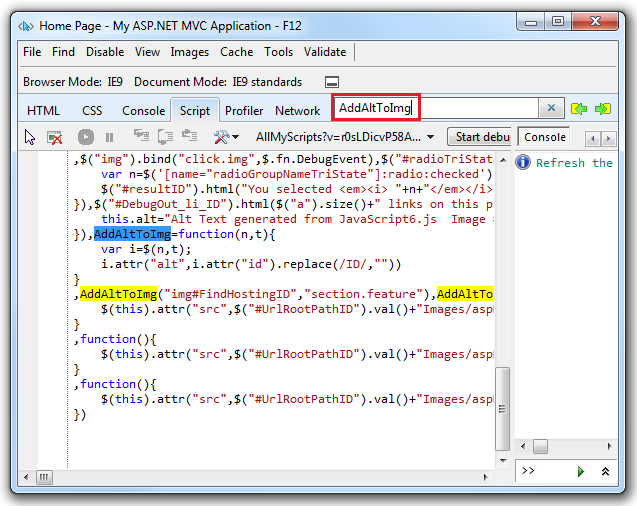 Home Page - My ASP.NET MVC Application - F12
File Find Disable View Images Cache Tools Validate
Browser Mode: IE9 Document Mode: IE9 standards
HTML CSS Console Script Profiler Network AddAltToImg
AllMyScripts?v=r0sLDicvP58A... Start debu Console
,$("img").bind("click.img",$.fn.DebugEvent),$("#radioTriStat
var n=$('[name="radioGroupNameTriState"]:radio:checked')
$("#resultID").html("You selected <em><i> "+n+"</em></i>
}),$("#DebugOut_li_ID").html($("a").size()+" links on this p
this.alt="Alt Text generated from JavaScript6.js  Image =
}),AddAltToImg=function(n,t){
var i=$(n,t);
i.attr("alt",i.attr("id").replace(/ID/,""))
}
,AddAltToImg("img#FindHostingID","section.feature"),AddAltTo
$(this).attr("src",$("#UrlRootPathID").val()+"Images/asp
}
,function(){
$(this).attr("src",$("#UrlRootPathID").val()+"Images/asp
}
,function(){
$(this).attr("src",$("#UrlRootPathID").val()+"Images/asp
})
Refresh the
>>